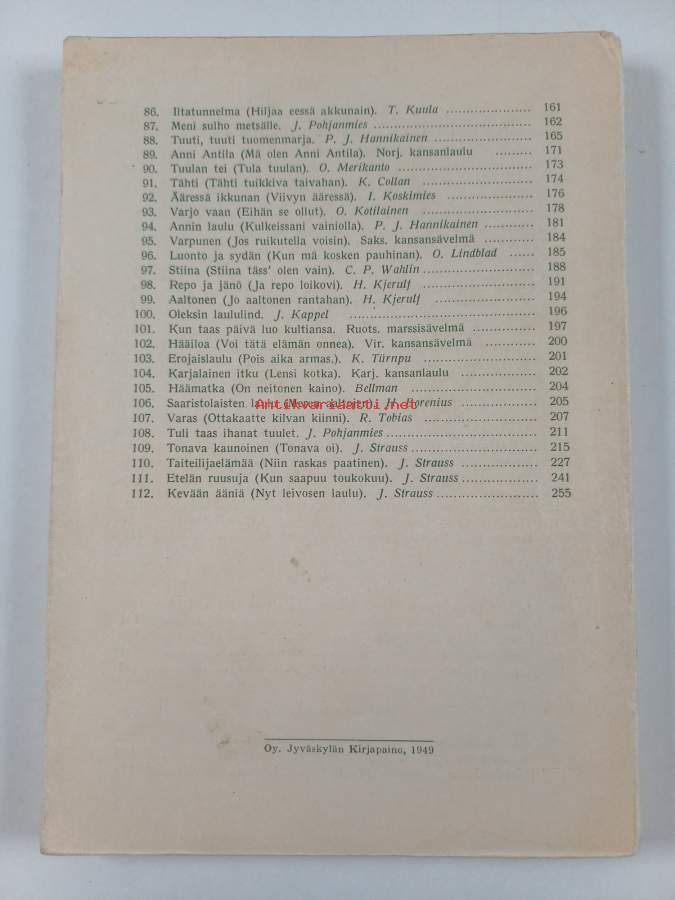 86. Iltatunnelma (Hiljaa eessä akkunain). T. Kuula ..................... 161
87. Meni sulho metsälle. J. Pohjanmies ....................................... 162
88. Tuuti, tuuti tuomenmarja. P. J. Hannikainen ........................ 165
89. Anni Antila (Mä olen Anni Antila). Norj. kansanlaulu ......... 171
90. Tuulan tei (Tula tuulan). O. Merikanto ............................ 173
91. Tähti (Tähti tuikkiva taivahan). K. Collan ........................... 174
92. Ääressä ikkunan (Viivyn ääressä). I. Koskimies ........................ 176
93. Varjo vaan (Eihän se ollut). O. Kotilainen ........................... 178
94. Annin laulu (Kulkeissani vainiolla). P. J. Hannikainen ............... 181
95. Varpunen (Jos ruikutella voisin). Saks. kansansävelmä ............ 184
96. Luonto ja sydän (Kun mä kosken pauhinan). O. Lindblad ...... 185
97. Stiina (Stiina täss' olen vain). C. P. Wahlin ........................... 188
98. Repo ja jänö (Ja repo loikovi). H. Kjerulf ........................... 191
99. Aaltonen (Jo aaltonen rantahan). H. Kjerulf ........................ 194
100. Oleksin laululind. J. Kappel .......................................... 196
101. Kun taas päivä luo kultiansa. Ruots. marssisävelmä ............... 197
102. Hääiloa (Voi tätä elämän onnea). Vir. kansansävelmä ............ 200
103. Erojaislaulu (Pois aika armas.). K. Türnpu ........................ 201
104. Karjalainen itku (Lensi kotka). Karj. kansanlaulu .................. 202
105. Häämatka (On neitonen kaino). Bellman ........................... 204
106. Saaristolaisten laulu (Meren aaltojen). H. Borenius ............... 205
Antikvariaatti.net
107. Varas (Ottakaatte kilvan kiinni). R. Tobias ........................ 207
108. Tuli taas ihanat tuulet. J. Pohjanmies ................................. 211
109. Tonava kaunoinen (Tonava oi). J. Strauss ........................ 215
110. Taiteilijaelämää (Niin raskas paatinen). J. Strauss ............... 227
111. Etelän ruusuja (Kun saapuu toukokuu). J. Strauss ............... 241
112. Kevään ääniä (Nyt leivosen laulu). J. Strauss ........................ 255
Oy. Jyväskylän Kirjapaino, 1949